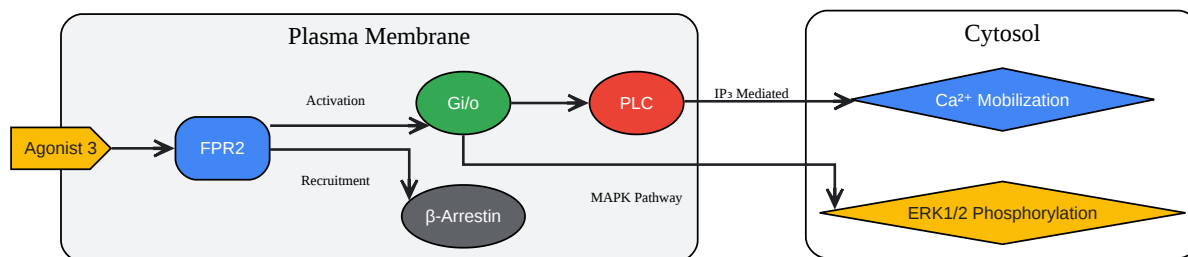 Plasma Membrane
Cytosol
Activation
Gi/o
PLC
IP₃ Mediated
Ca²⁺ Mobilization
Agonist 3
FPR2
Recruitment
β-Arrestin
MAPK Pathway
ERK1/2 Phosphorylation